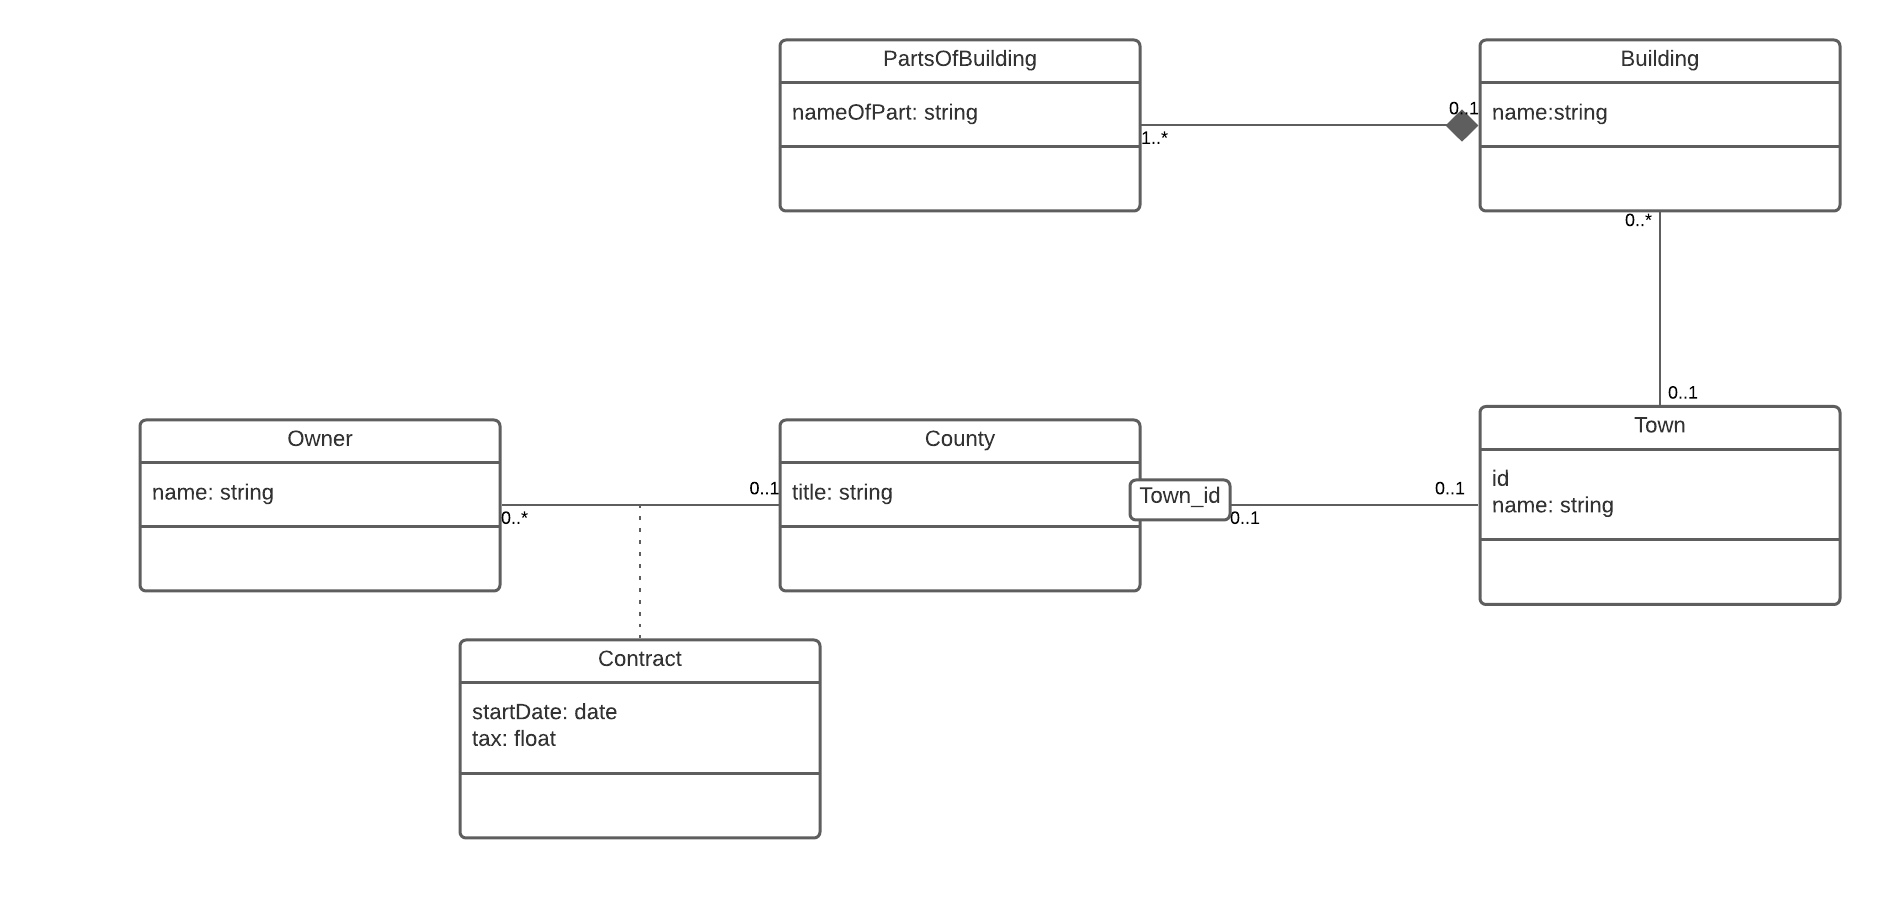 PartsOfBuilding
nameOfPart: string
1..*
0..1
Building
name:string
0..*
0..1
Town
id
name: string
0..1
Town_id
0..1
County
title: string
0..1
Owner
name: string
0..*
Contract
startDate: date
tax: float